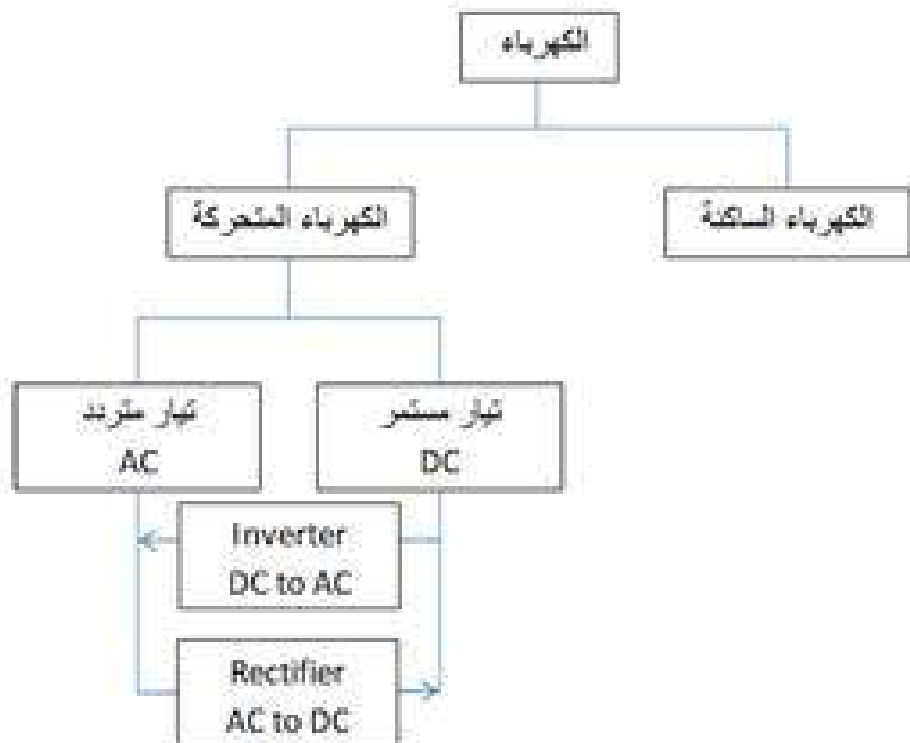 الكهرباء
الكهرباء الساكنة
الكهرباء المتحركة
تيار مستمر
DC
تيار متردد
AC
Inverter
DC to AC
Rectifier
AC to DC